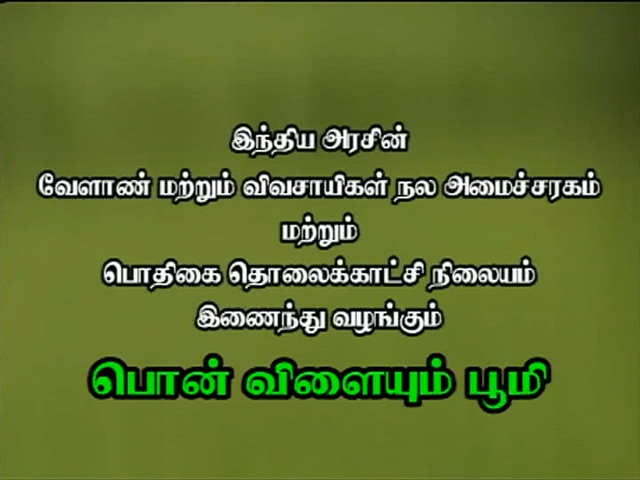 இந்திய அரசின்
வேளாண் மற்றும் விவசாயிகள் நல அமைச்சரகம்
மற்றும்
பொதிகை தொலைக்காட்சி நிலையம்
இணைந்து வழங்கும்
பொன் விளையும் பூமி